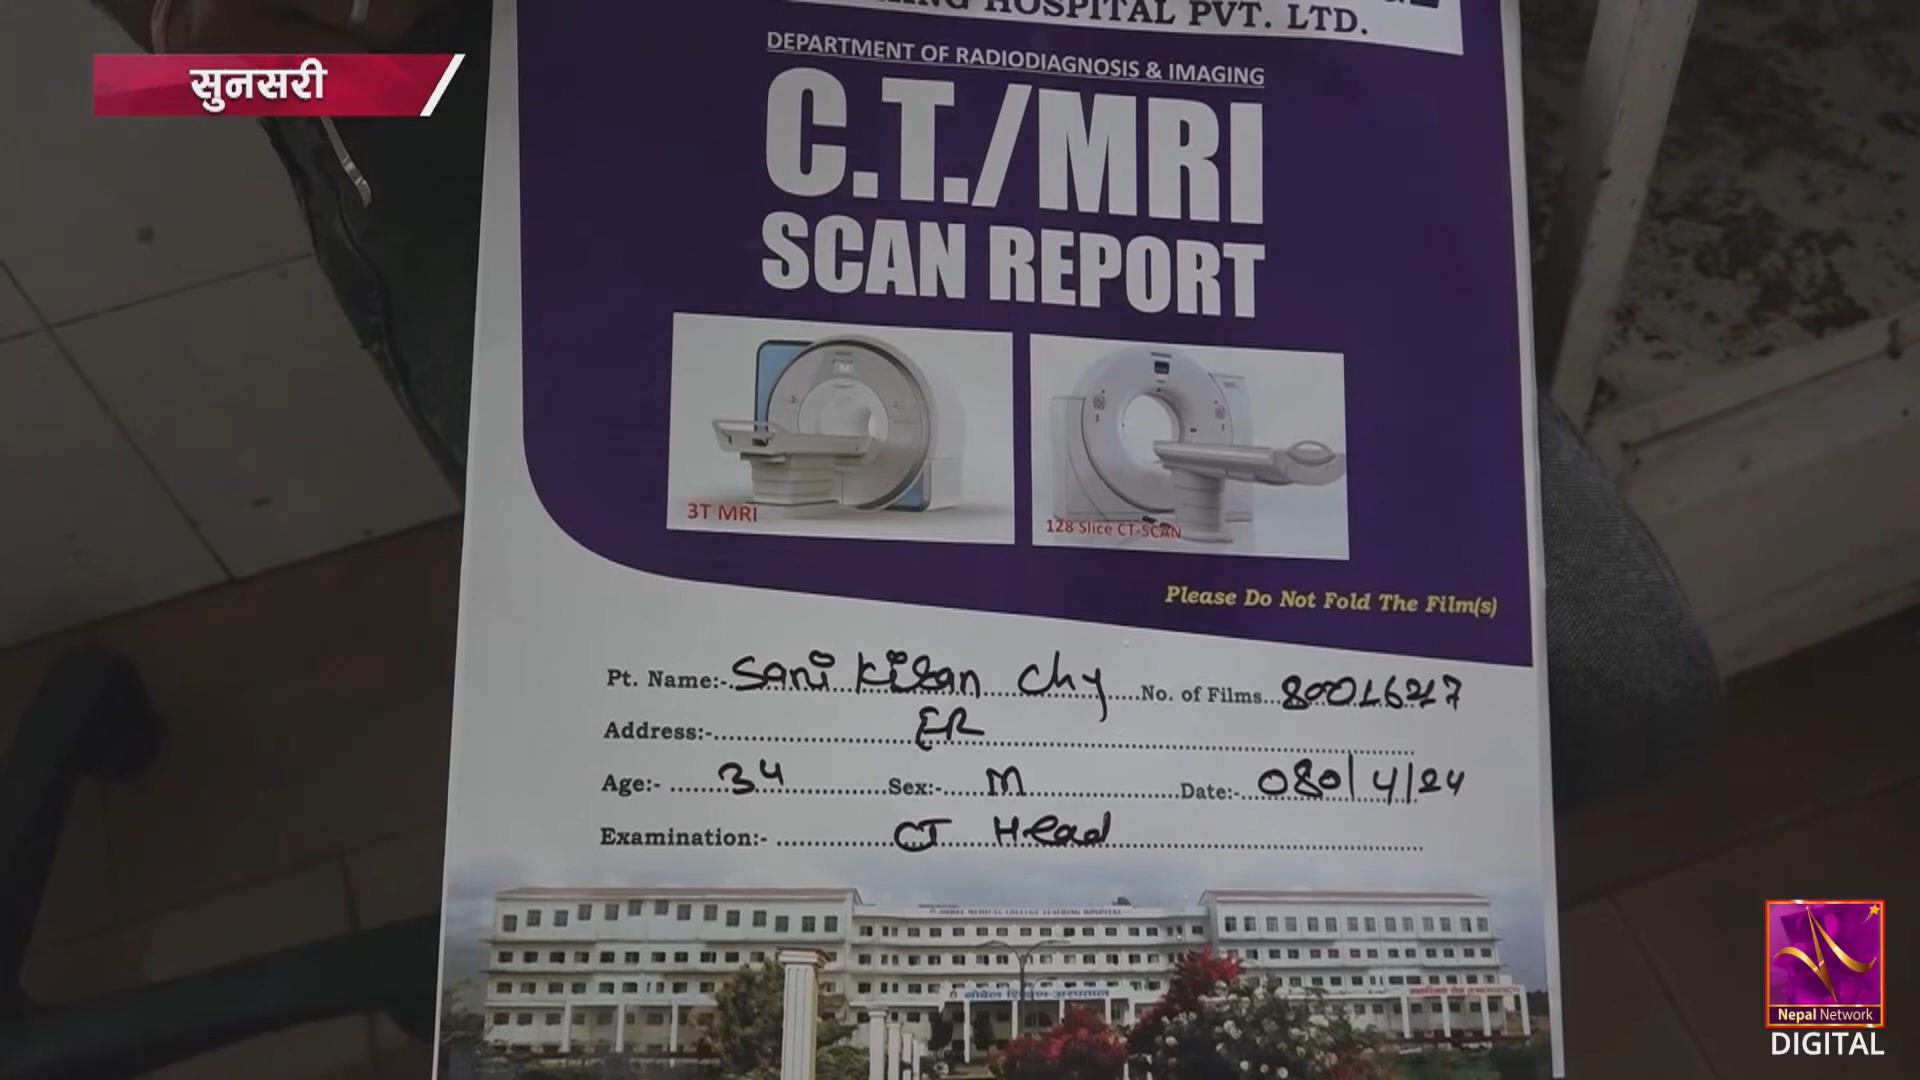 सुनसरी
HOSPITAL PVT. LTD.
DEPARTMENT OF RADIODIAGNOSIS & IMAGING
C.T./MRI
SCAN REPORT
3T MRI
128 Slice CT-SCAN
Please Do Not Fold The Film(s)
Pt. Name:- Sani Kisan Chy No. of Films
Address:- ER
Age:- 34 Sex:- M Date:- 080/4/24
Examination:- CT Head
Nepal Network
DIGITAL